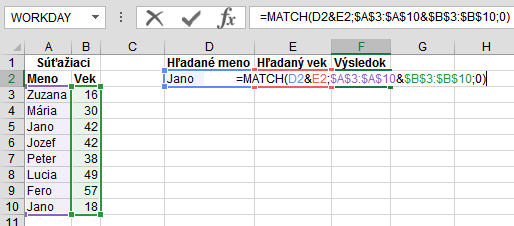 WORKDAY =MATCH(D2&E2;$A$3:$A$10&$B$3:$B$10;0)
A B C D E F G H
1 Súťažiaci Hľadané meno Hľadaný vek Výsledok
2 Meno Vek Jano =MATCH(D2&E2;$A$3:$A$10&$B$3:$B$10;0)
3 Zuzana 16
4 Mária 30
5 Jano 42
6 Jozef 42
7 Peter 38
8 Lucia 49
9 Fero 57
10 Jano 18
11